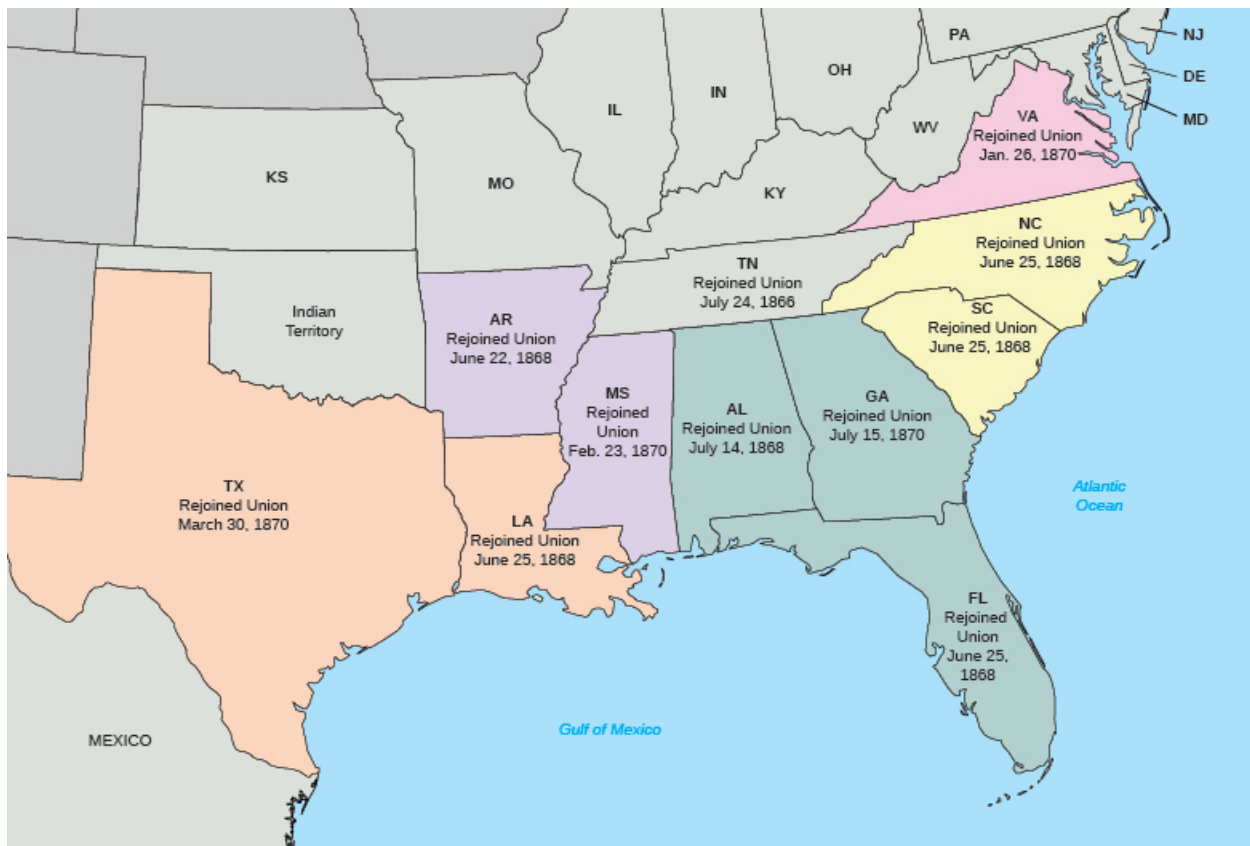 PA
NJ
OH
IN
IL
DE
MD
WV
VA
Rejoined Union
Jan. 26, 1870
KS
MO
KY
NC
Rejoined Union
June 25, 1868
TN
Rejoined Union
July 24, 1866
Indian
Territory
AR
Rejoined Union
June 22, 1868
SC
Rejoined Union
June 25, 1868
MS
Rejoined
Union
Feb. 23, 1870
AL
Rejoined Union
July 14, 1868
GA
Rejoined Union
July 15, 1870
TX
Rejoined Union
March 30, 1870
LA
Rejoined Union
June 25, 1868
Atlantic
Ocean
FL
Rejoined
Union
June 25,
1868
Gulf of Mexico
MEXICO